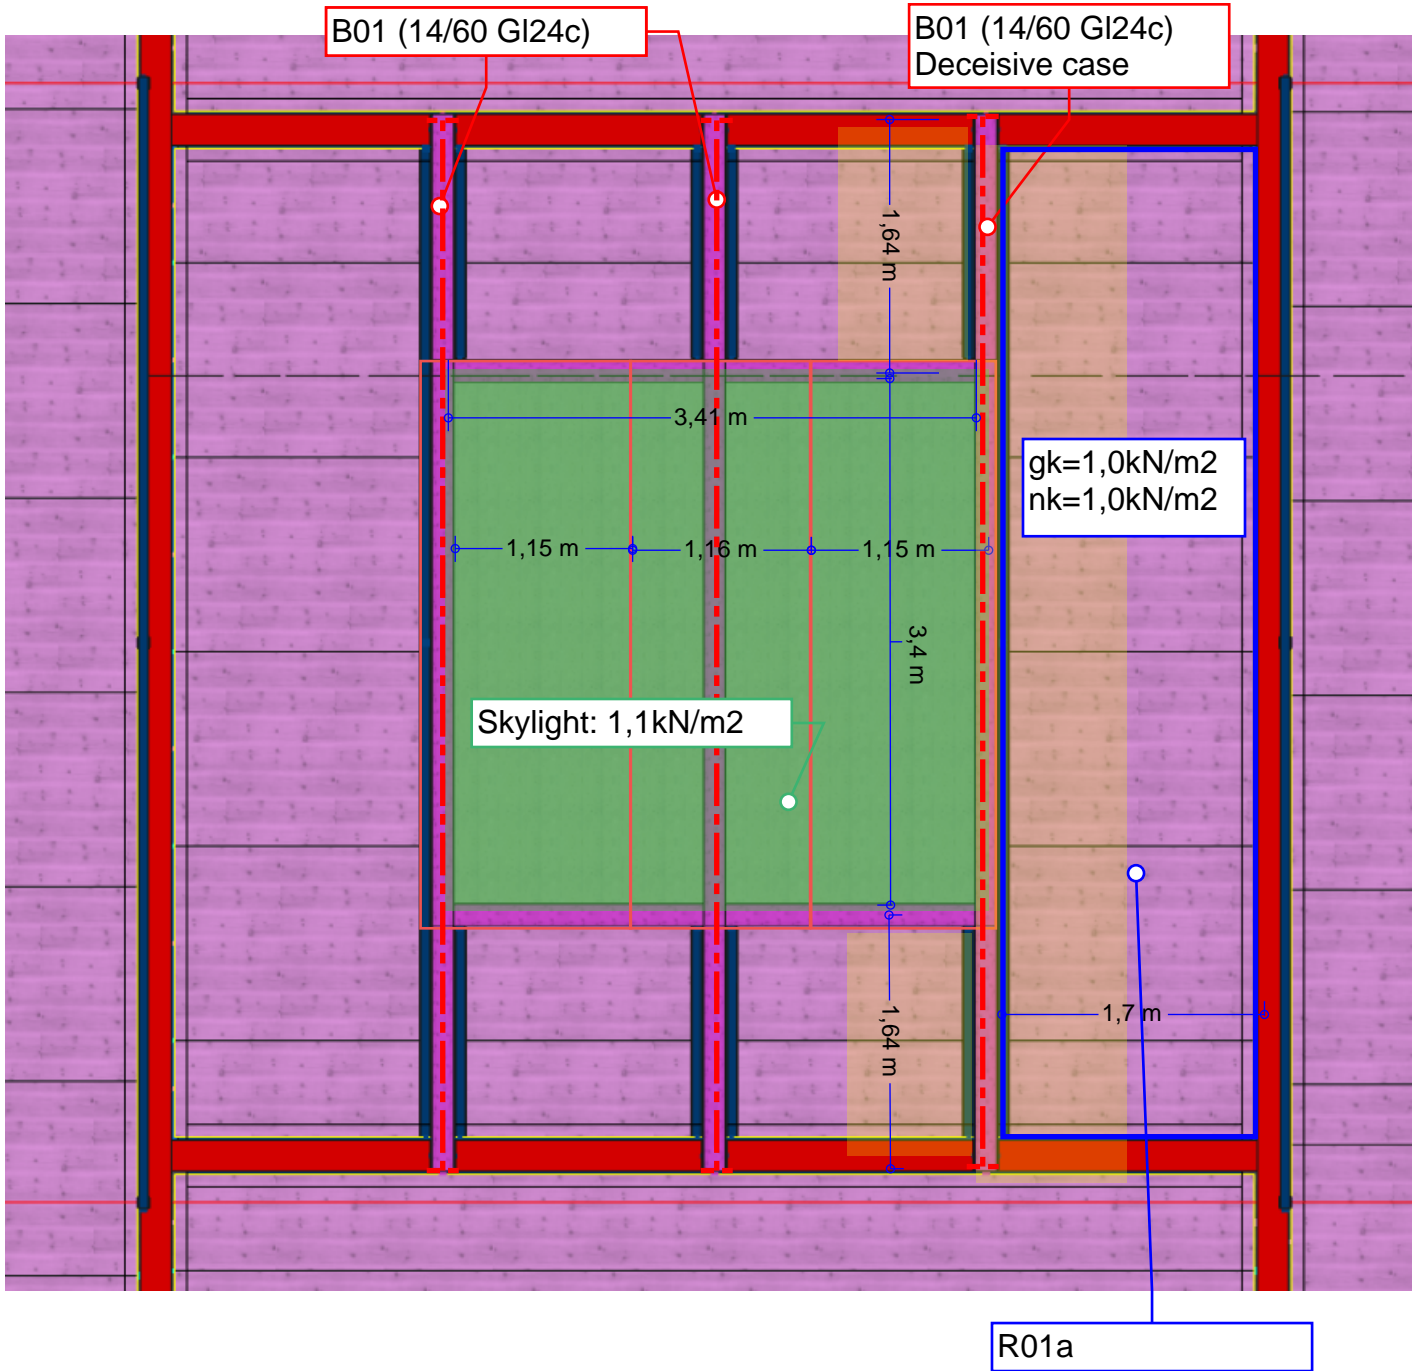 B01 (14/60 Gl24c)
B01 (14/60 Gl24c)
Deceisive case
1,64 m
3,41 m
gk=1,0kN/m2
nk=1,0kN/m2
1,15 m
1,16 m
1,15 m
3,4 m
Skylight: 1,1kN/m2
1,64 m
1,7 m
R01a